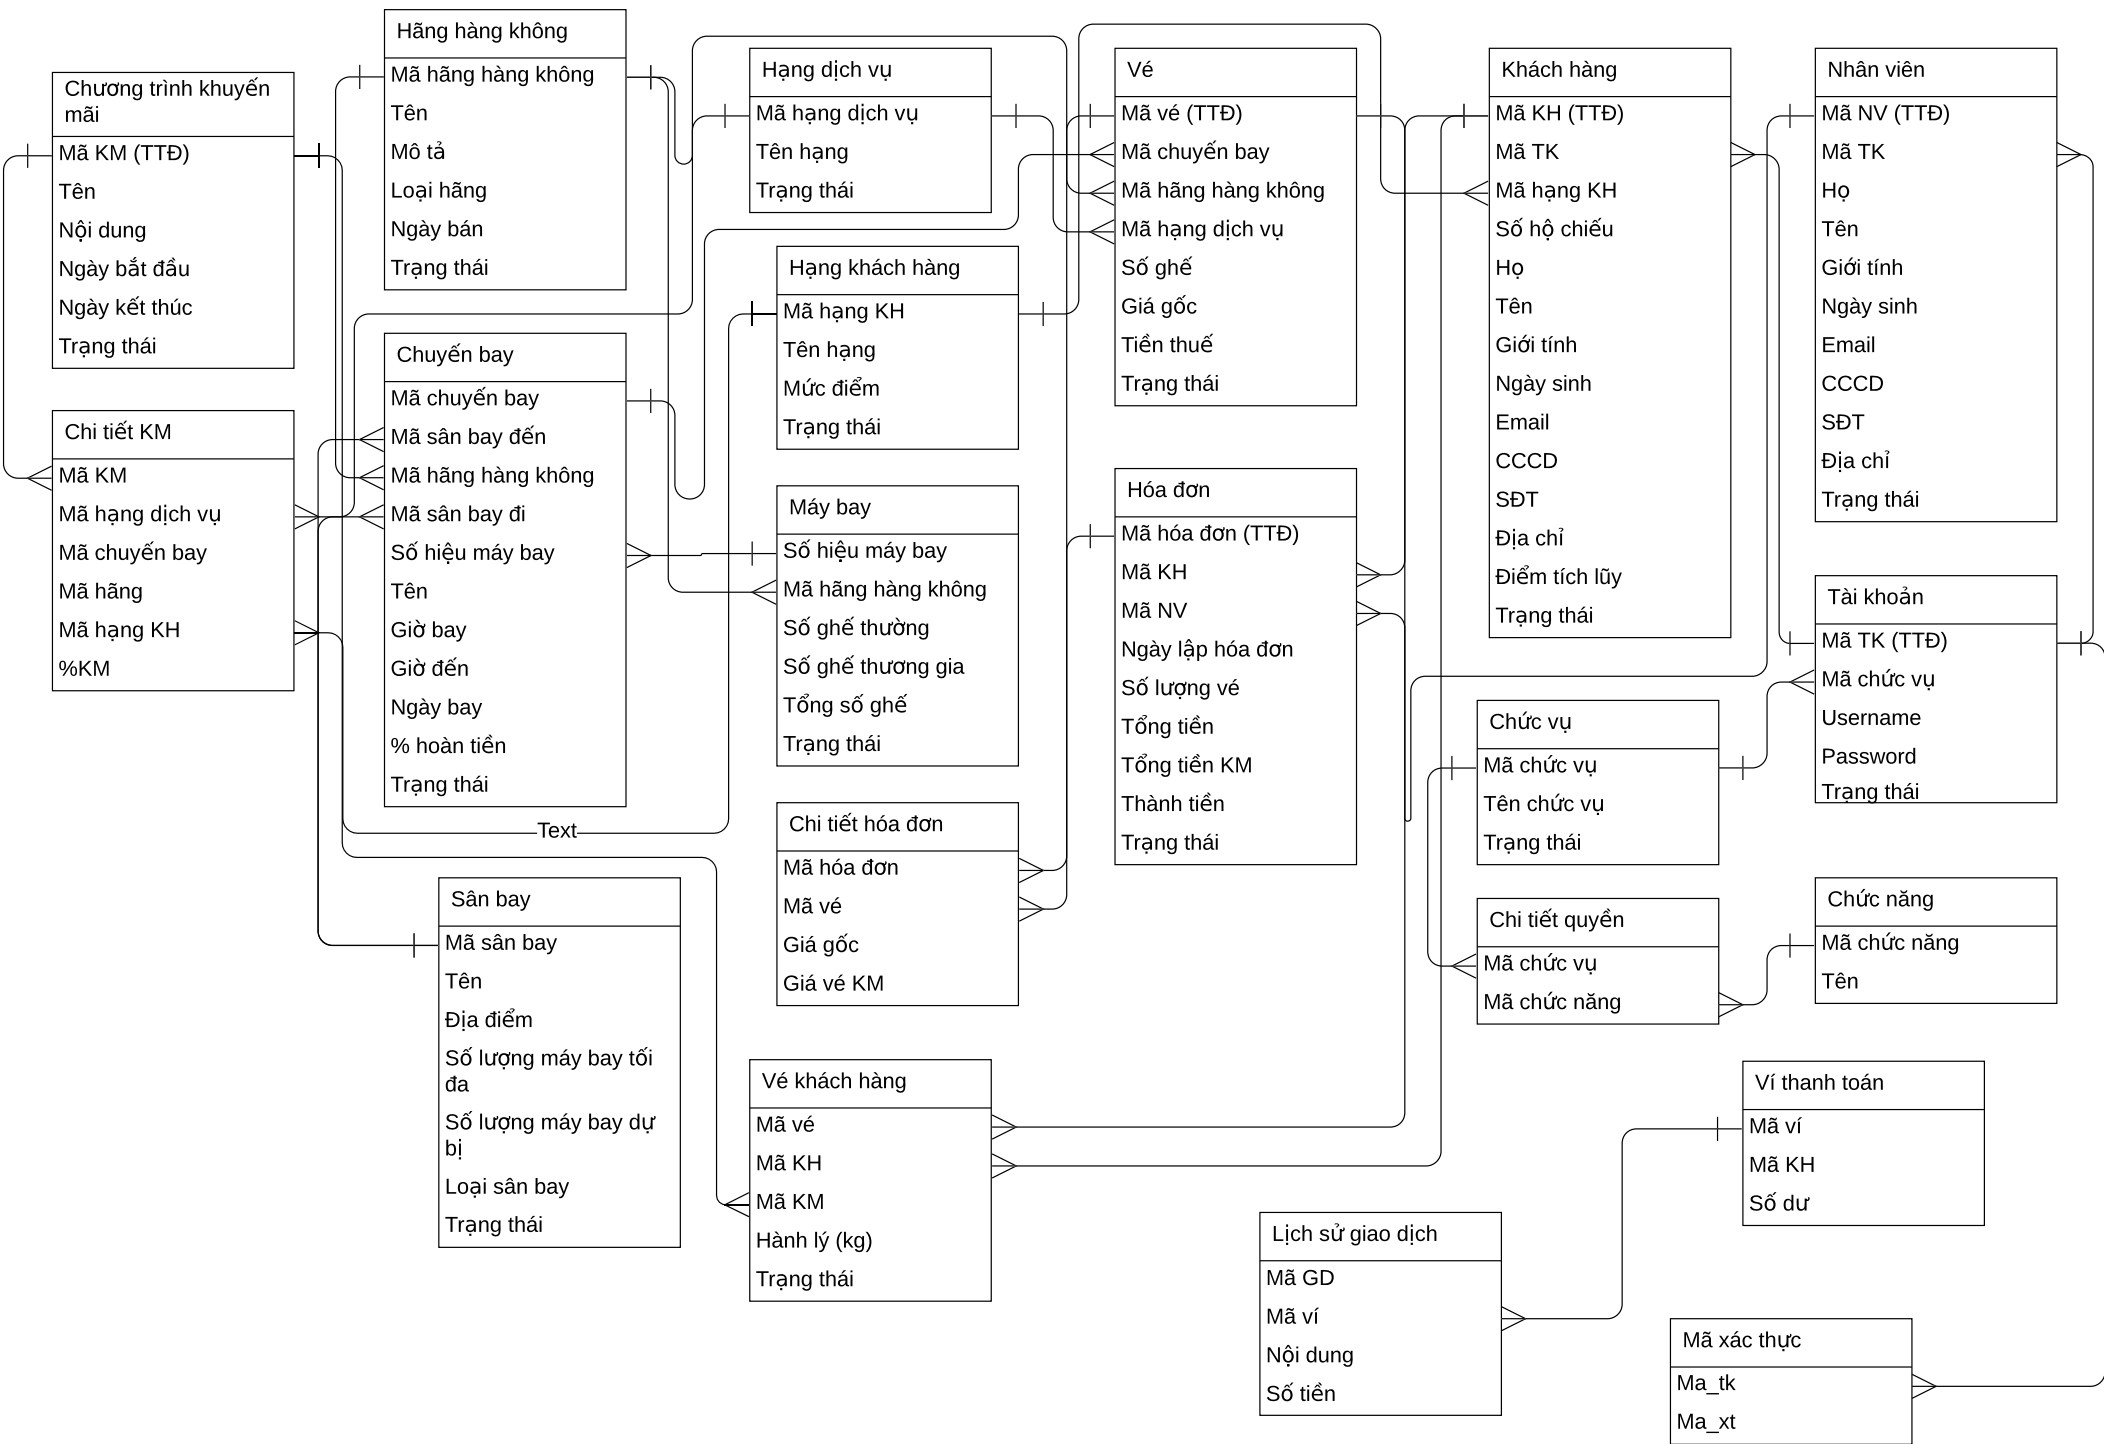 Chương trình khuyến
mãi
Mã KM (TTĐ)
Tên
Nội dung
Ngày bắt đầu
Ngày kết thúc
Trạng thái
Chi tiết KM
Mã KM
Mã hạng dịch vụ
Mã chuyến bay
Mã hãng
Mã hạng KH
%KM
Hãng hàng không
Mã hãng hàng không
Tên
Mô tả
Loại hãng
Ngày bán
Trạng thái
Chuyến bay
Mã chuyến bay
Mã sân bay đến
Mã hãng hàng không
Mã sân bay đi
Số hiệu máy bay
Tên
Giờ bay
Giờ đến
Ngày bay
% hoàn tiền
Trạng thái
Text
Sân bay
Mã sân bay
Tên
Địa điểm
Số lượng máy bay tối
đa
Số lượng máy bay dự
bị
Loại sân bay
Trạng thái
Hạng dịch vụ
Mã hạng dịch vụ
Tên hạng
Trạng thái
Hạng khách hàng
Mã hạng KH
Tên hạng
Mức điểm
Trạng thái
Máy bay
Số hiệu máy bay
Mã hãng hàng không
Số ghế thường
Số ghế thương gia
Tổng số ghế
Trạng thái
Chi tiết hóa đơn
Mã hóa đơn
Mã vé
Giá gốc
Giá vé KM
Vé khách hàng
Mã vé
Mã KH
Mã KM
Hành lý (kg)
Trạng thái
Vé
Mã vé (TTĐ)
Mã chuyến bay
Mã hãng hàng không
Mã hạng dịch vụ
Số ghế
Giá gốc
Tiền thuế
Trạng thái
Hóa đơn
Mã hóa đơn (TTĐ)
Mã KH
Mã NV
Ngày lập hóa đơn
Số lượng vé
Tổng tiền
Tổng tiền KM
Thành tiền
Trạng thái
Khách hàng
Mã KH (TTĐ)
Mã TK
Mã hạng KH
Số hộ chiếu
Họ
Tên
Giới tính
Ngày sinh
Email
CCCD
SĐT
Địa chỉ
Điểm tích lũy
Trạng thái
Nhân viên
Mã NV (TTĐ)
Mã TK
Họ
Tên
Giới tính
Ngày sinh
Email
CCCD
SĐT
Địa chỉ
Trạng thái
Tài khoản
Mã TK (TTĐ)
Mã chức vụ
Username
Password
Trạng thái
Chức vụ
Mã chức vụ
Tên chức vụ
Trạng thái
Chi tiết quyền
Mã chức vụ
Mã chức năng
Chức năng
Mã chức năng
Tên
Ví thanh toán
Mã ví
Mã KH
Số dư
Lịch sử giao dịch
Mã GD
Mã ví
Nội dung
Số tiền
Mã xác thực
Ma_tk
Ma_xt